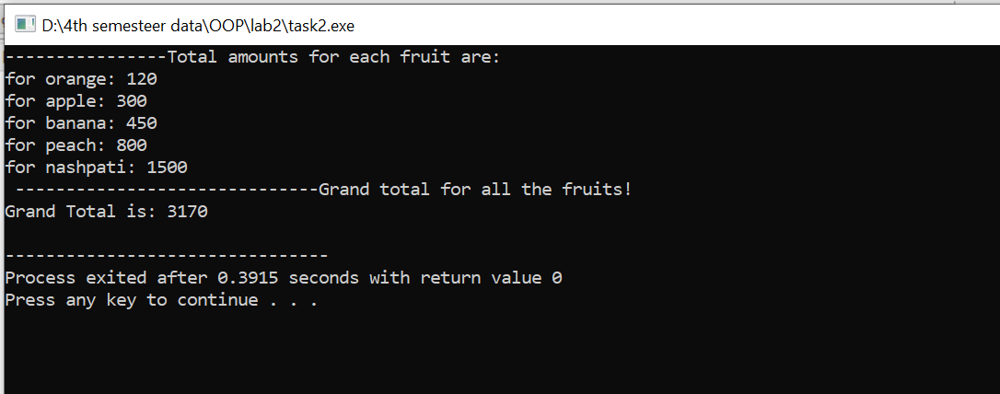 D:\4th semesteer data\OOP\lab2\task2.exe
----------------Total amounts for each fruit are:
for orange: 120
for apple: 300
for banana: 450
for peach: 800
for nashpati: 1500
 ------------------------------Grand total for all the fruits!
Grand Total is: 3170

--------------------------------
Process exited after 0.3915 seconds with return value 0
Press any key to continue . . .